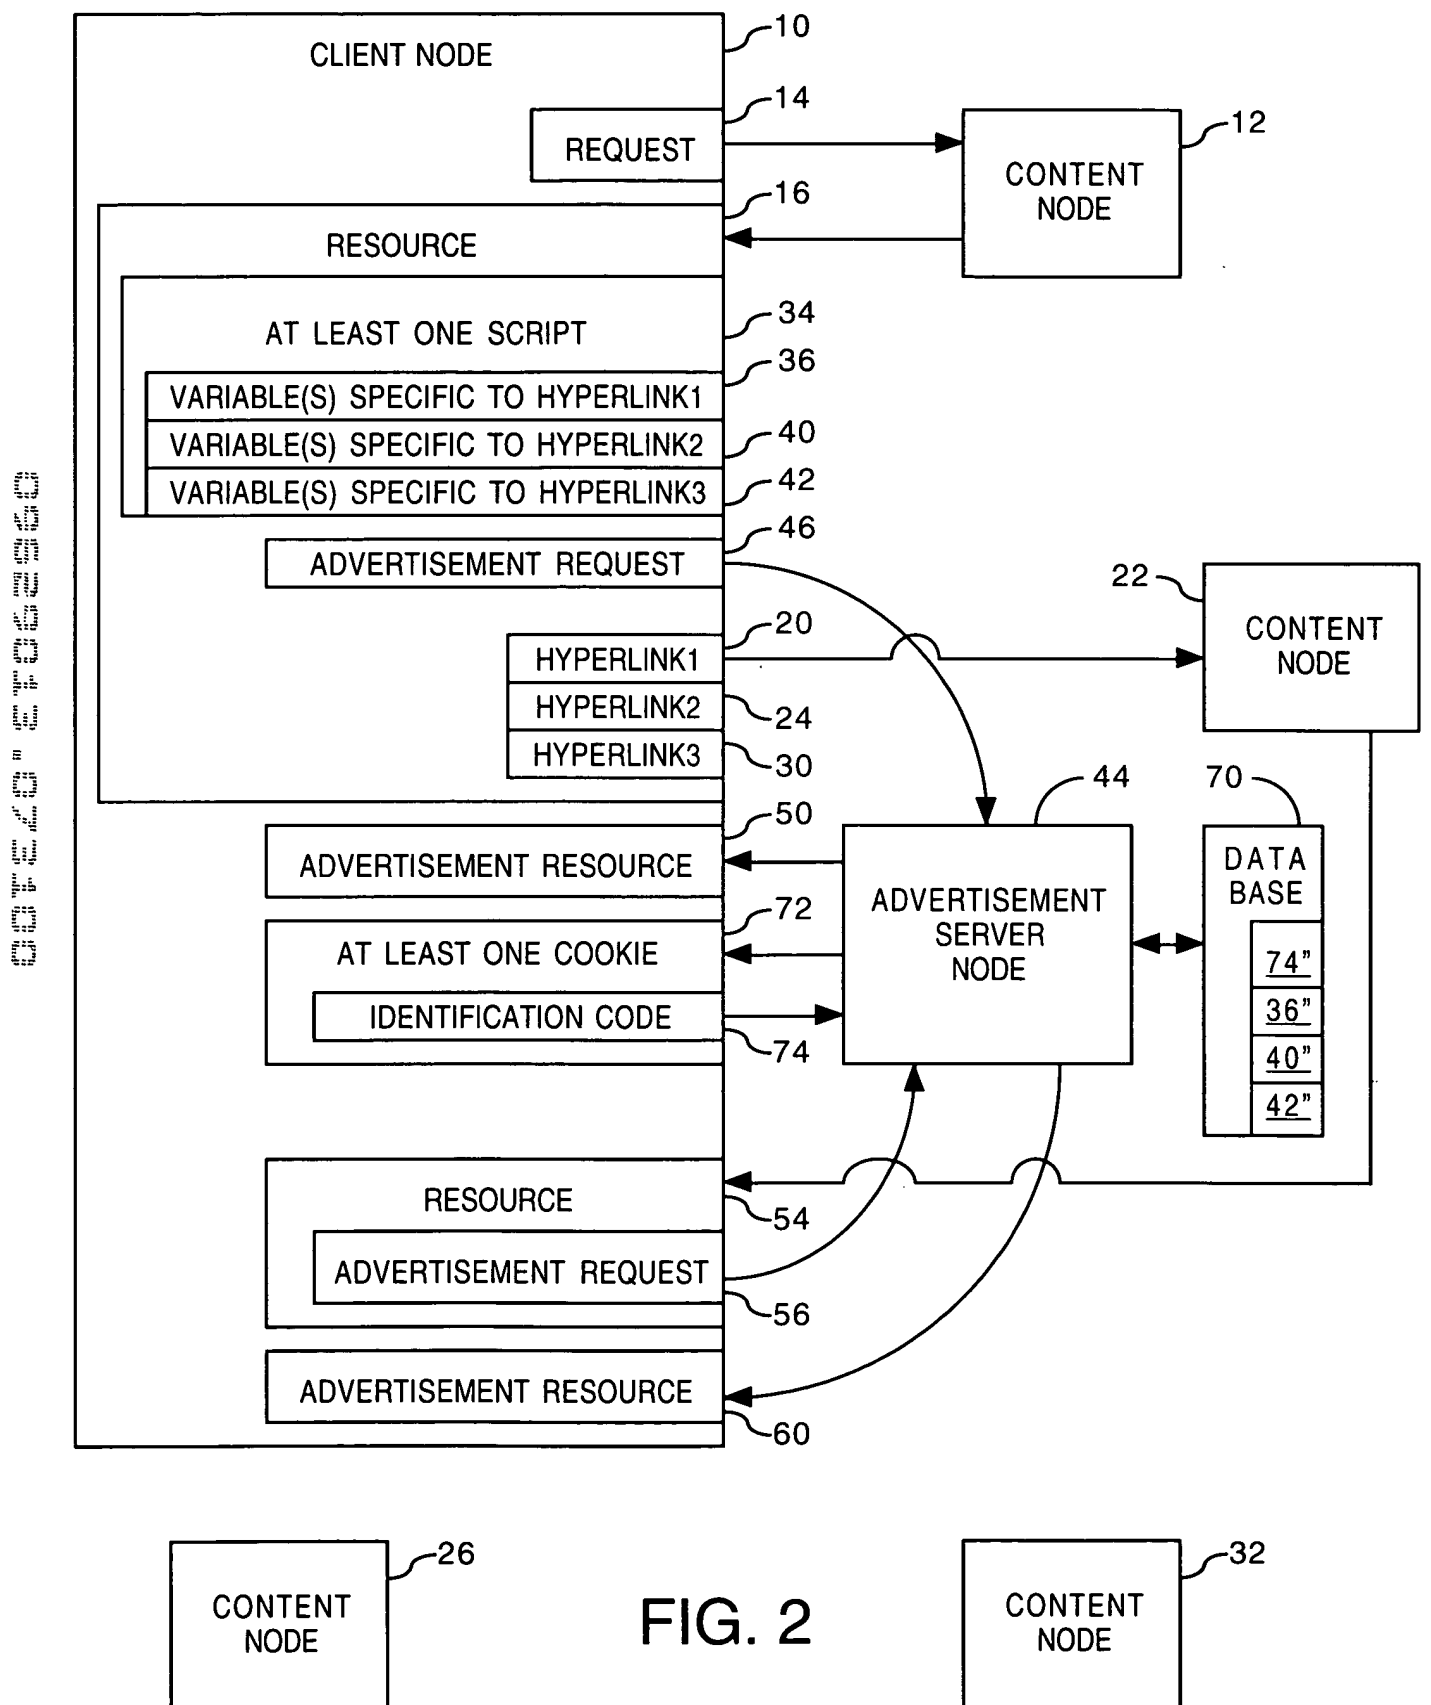 10
CLIENT NODE
14
REQUEST
12
CONTENT
NODE
16
RESOURCE
34
AT LEAST ONE SCRIPT
36
VARIABLE(S) SPECIFIC TO HYPERLINK1
40
VARIABLE(S) SPECIFIC TO HYPERLINK2
42
VARIABLE(S) SPECIFIC TO HYPERLINK3
46
ADVERTISEMENT REQUEST
22
CONTENT
NODE
20
HYPERLINK1
HYPERLINK2
24
HYPERLINK3
30
44
70
50
ADVERTISEMENT RESOURCE
ADVERTISEMENT
SERVER
NODE
DATA
BASE
74”
36”
40”
42”
72
AT LEAST ONE COOKIE
IDENTIFICATION CODE
74
RESOURCE
54
ADVERTISEMENT REQUEST
56
ADVERTISEMENT RESOURCE
60
26
CONTENT
NODE
FIG. 2
32
CONTENT
NODE